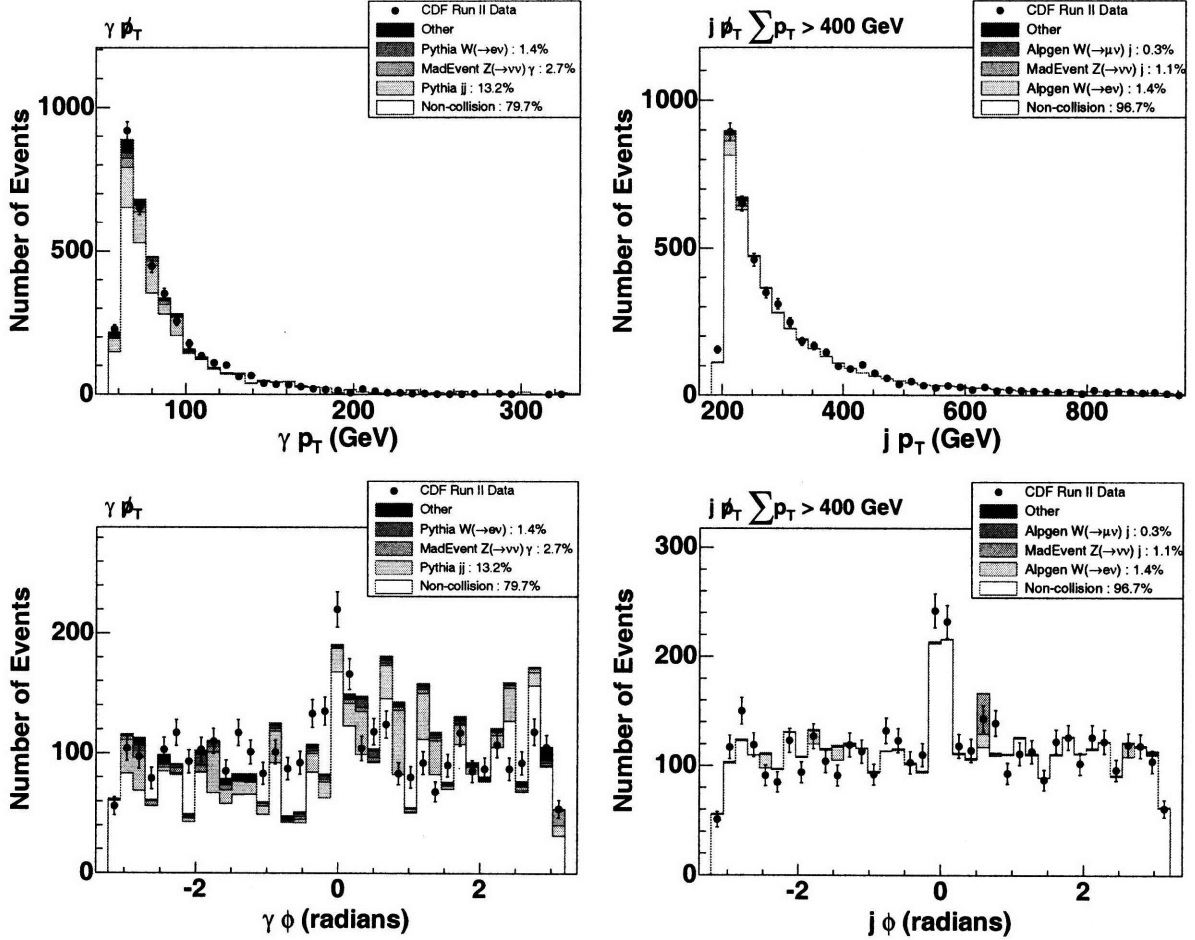 γ p̸T
CDF Run II Data
Other
Pythia W(→eν) : 1.4%
MadEvent Z(→νν) γ : 2.7%
Pythia jj : 13.2%
Non-collision : 79.7%
Number of Events
1000
500
0
100
200
300
γ pT (GeV)
j p̸T ∑pT > 400 GeV
CDF Run II Data
Other
Alpgen W(→μν) j : 0.3%
MadEvent Z(→νν) j : 1.1%
Alpgen W(→eν) : 1.4%
Non-collision : 96.7%
Number of Events
1000
500
0
200
400
600
800
j pT (GeV)
γ p̸T
CDF Run II Data
Other
Pythia W(→eν) : 1.4%
MadEvent Z(→νν) γ : 2.7%
Pythia jj : 13.2%
Non-collision : 79.7%
Number of Events
200
100
0
-2
0
2
γ ϕ (radians)
j p̸T ∑pT > 400 GeV
CDF Run II Data
Other
Alpgen W(→μν) j : 0.3%
MadEvent Z(→νν) j : 1.1%
Alpgen W(→eν) : 1.4%
Non-collision : 96.7%
Number of Events
300
200
100
0
-2
0
2
j ϕ (radians)